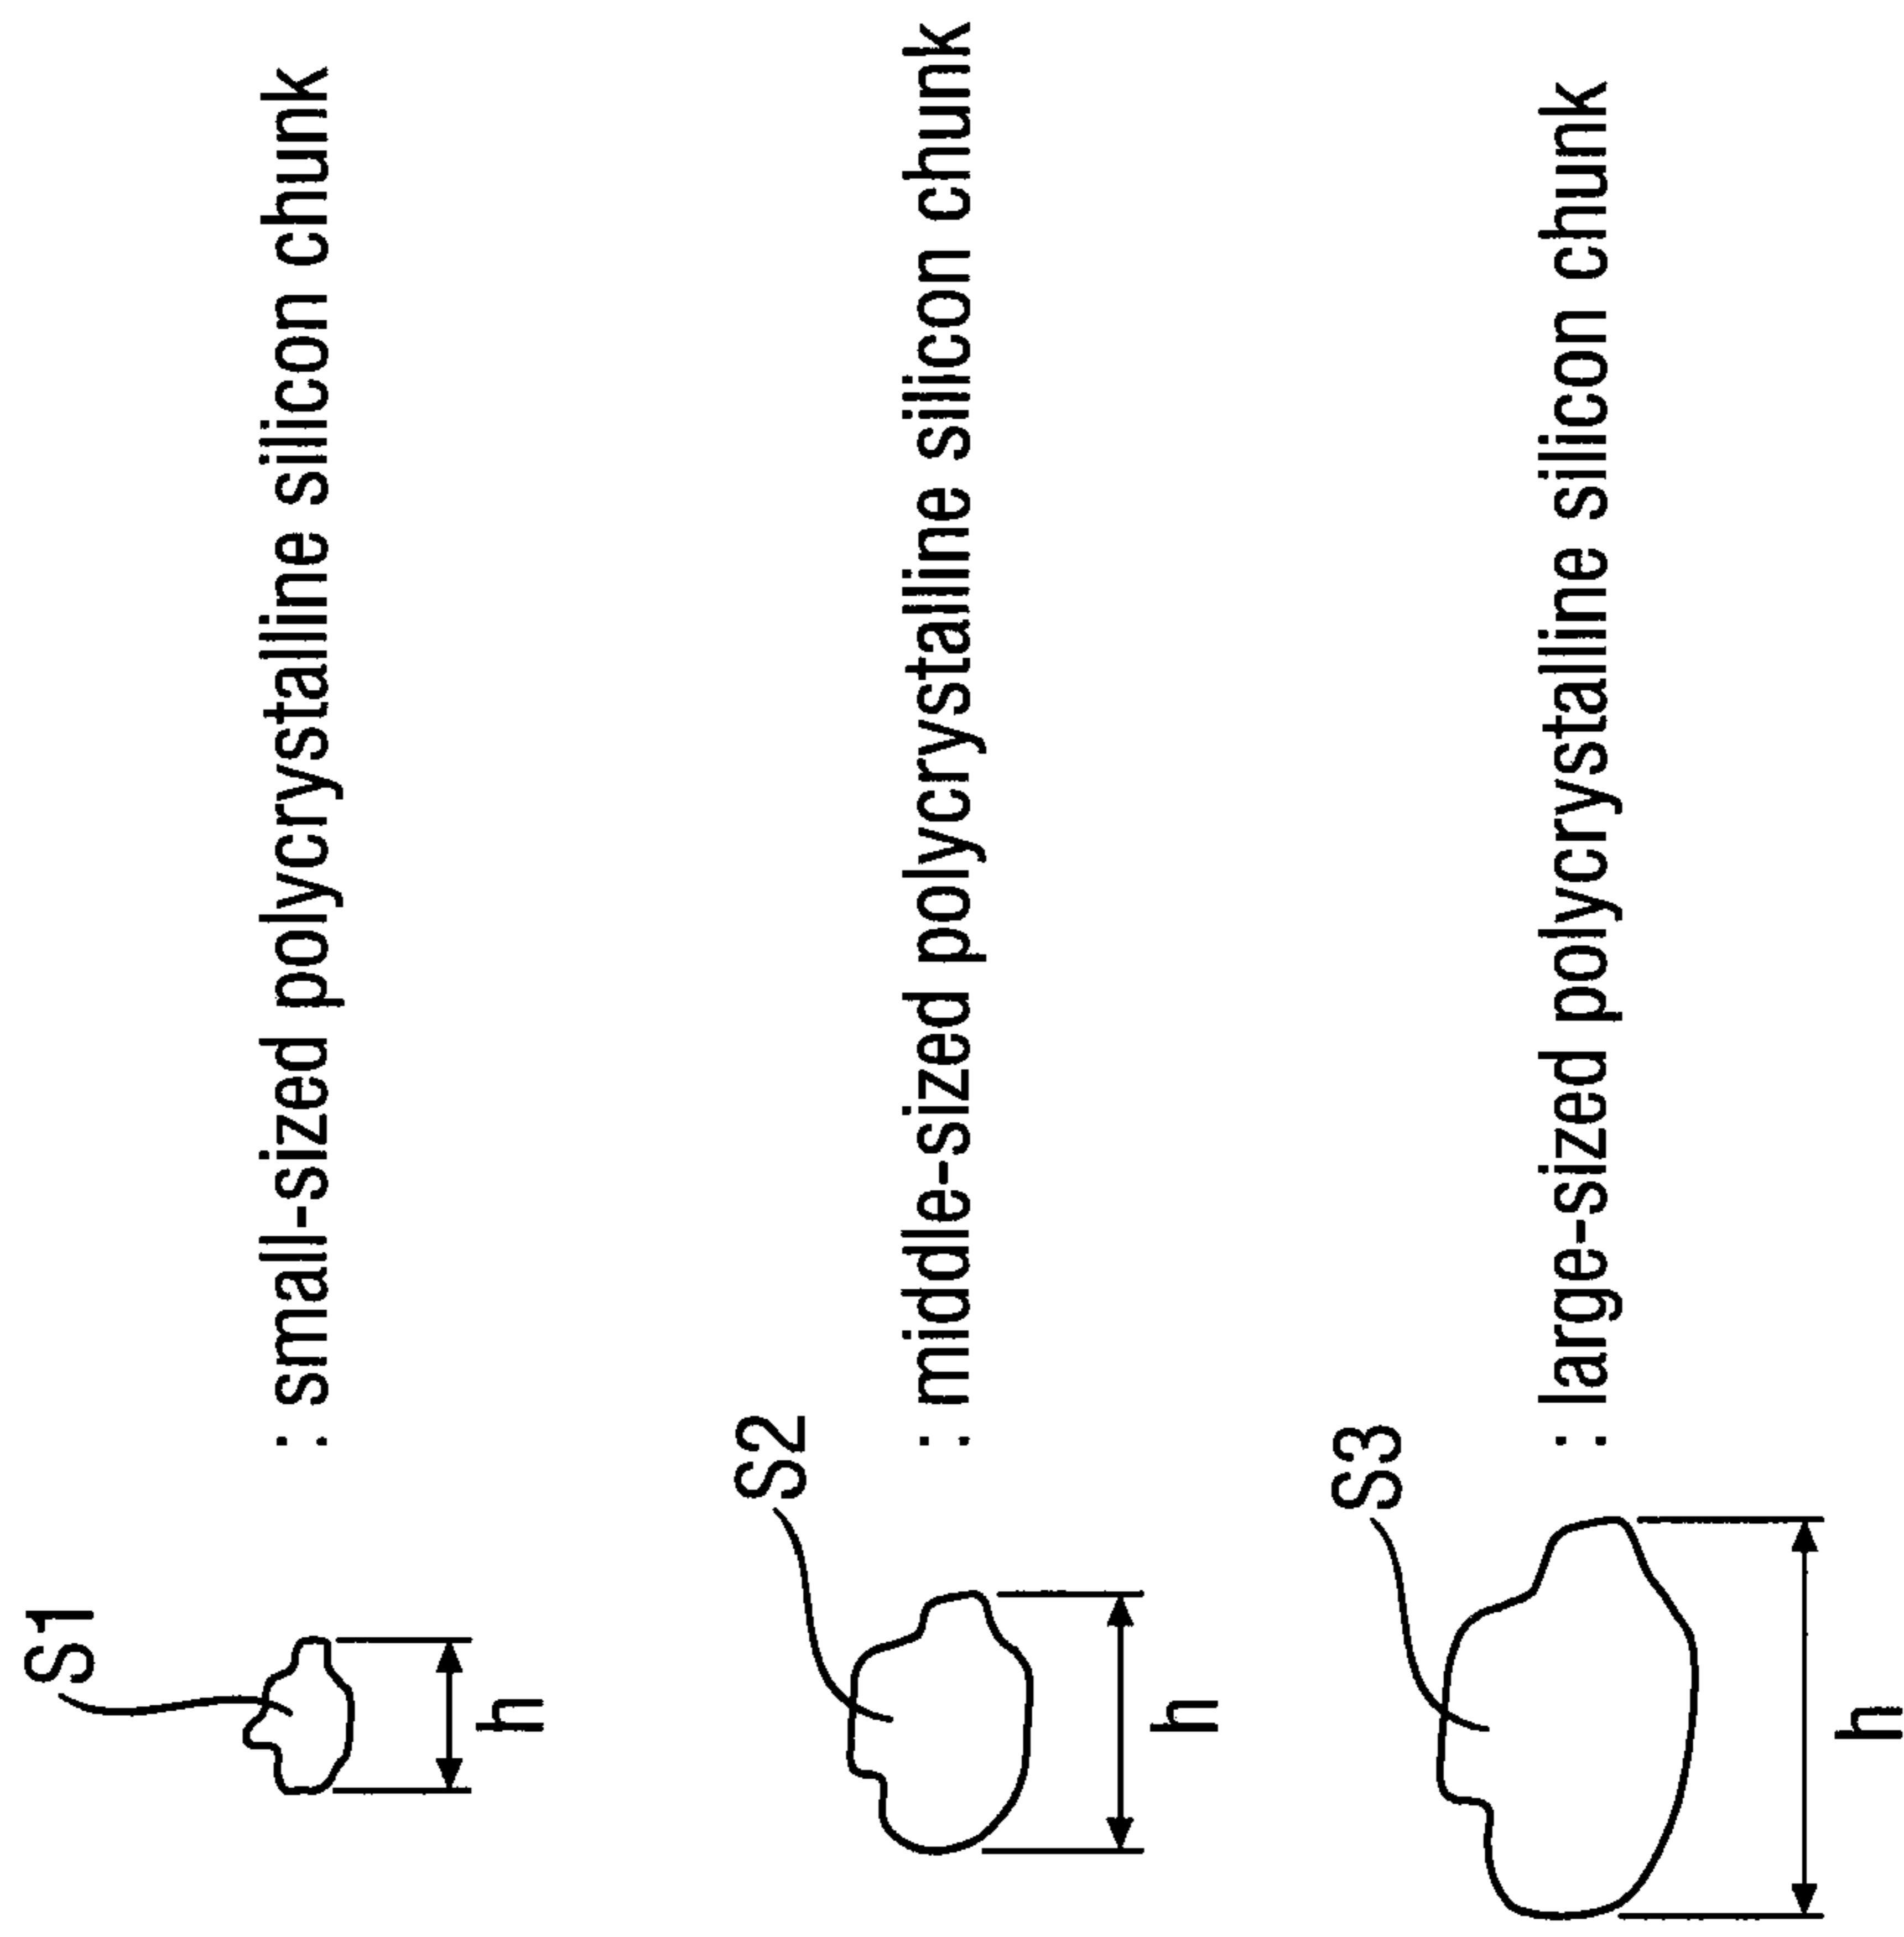 S1
: small-sized polycrystalline silicon chunk
h
S2
: middle-sized polycrystalline silicon chunk
h
S3
: large-sized polycrystalline silicon chunk
h